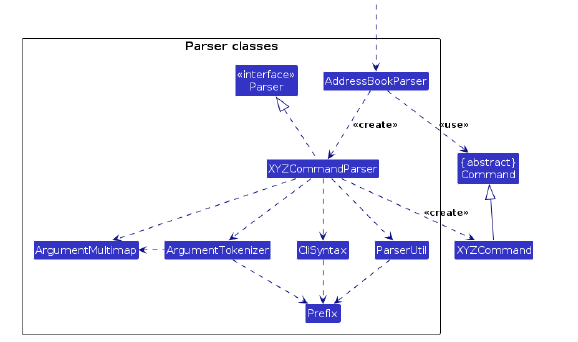 Parser classes
«interface»
Parser
AddressBookParser
«create»
«use»
{abstract}
Command
XYZCommandParser
«create»
ArgumentMultimap
ArgumentTokenizer
CliSyntax
ParserUtil
XYZCommand
Prefix